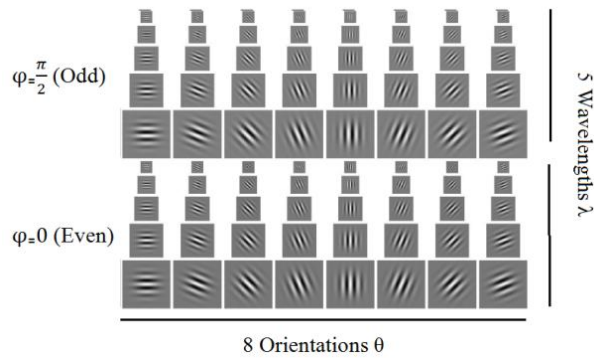 φ=π/2 (Odd)
φ=0 (Even)
5 Wavelengths λ
8 Orientations θ